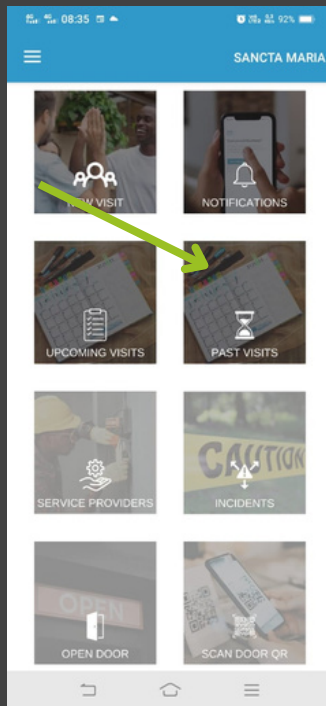 08:35
92%
SANCTA MARIA
NEW VISIT
NOTIFICATIONS
UPCOMING VISITS
PAST VISITS
CAUTION
SERVICE PROVIDERS
INCIDENTS
OPEN
OPEN DOOR
SCAN DOOR QR